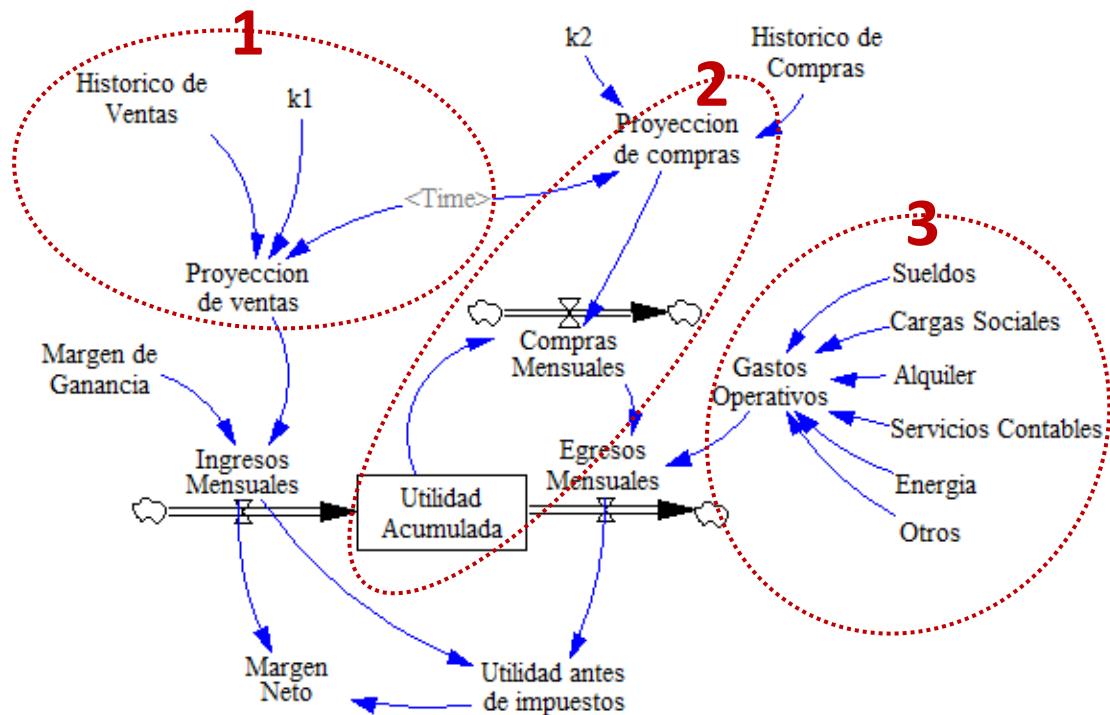 1
Historico de
Ventas
k1
k2
Historico de
Compras
2
Proyeccion
de compras
<Time>
Proyeccion
de ventas
3
Sueldos
Cargas Sociales
Gastos
Operativos
Alquiler
Servicios Contables
Energia
Otros
Compras
Mensuales
Margen de
Ganancia
Ingresos
Mensuales
Utilidad
Acumulada
Egresos
Mensuales
Margen
Neto
Utilidad antes
de impuestos